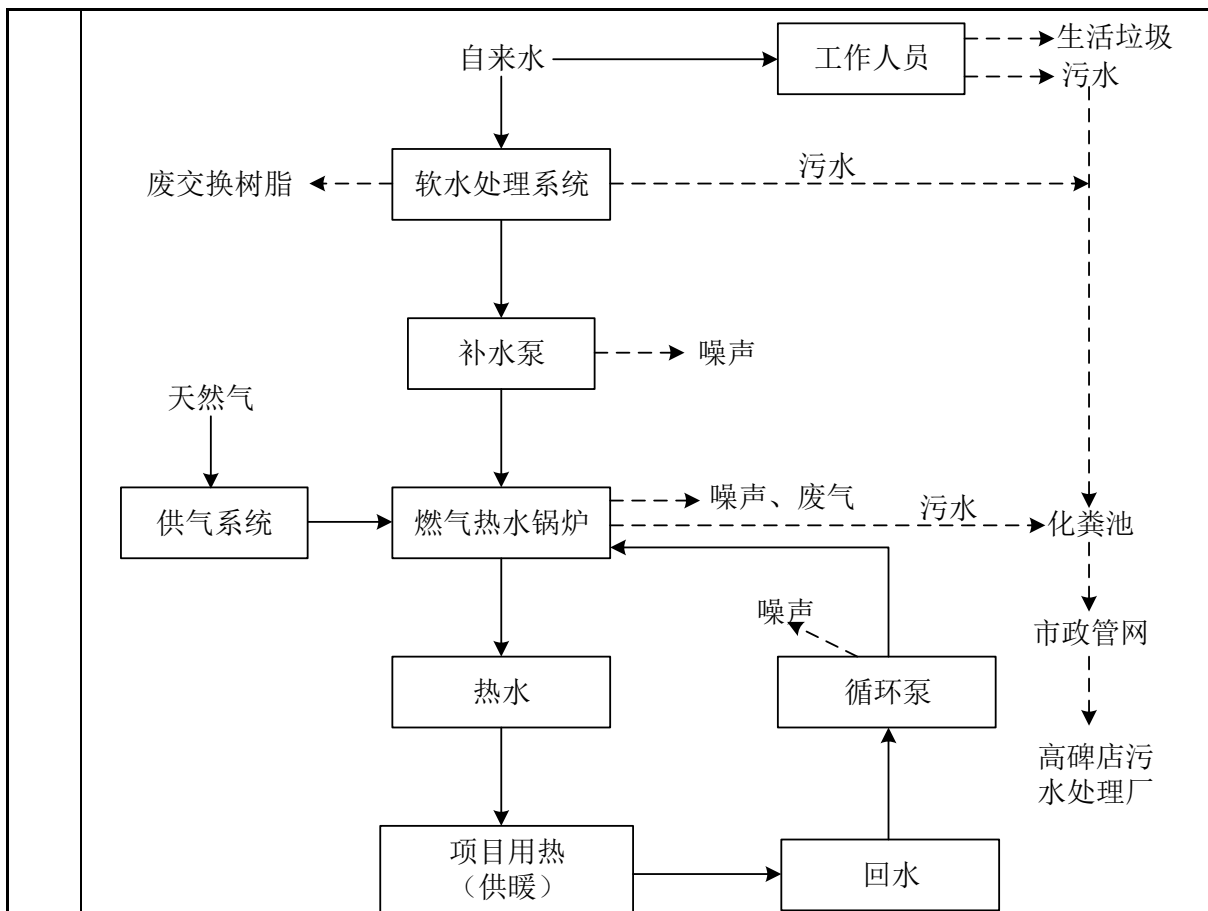 生活垃圾
自来水
工作人员
污水
废交换树脂
软水处理系统
污水
补水泵
噪声
天然气
供气系统
燃气热水锅炉
噪声、废气
污水
化粪池
噪声
市政管网
热水
循环泵
高碑店污
水处理厂
项目用热
（供暖）
回水